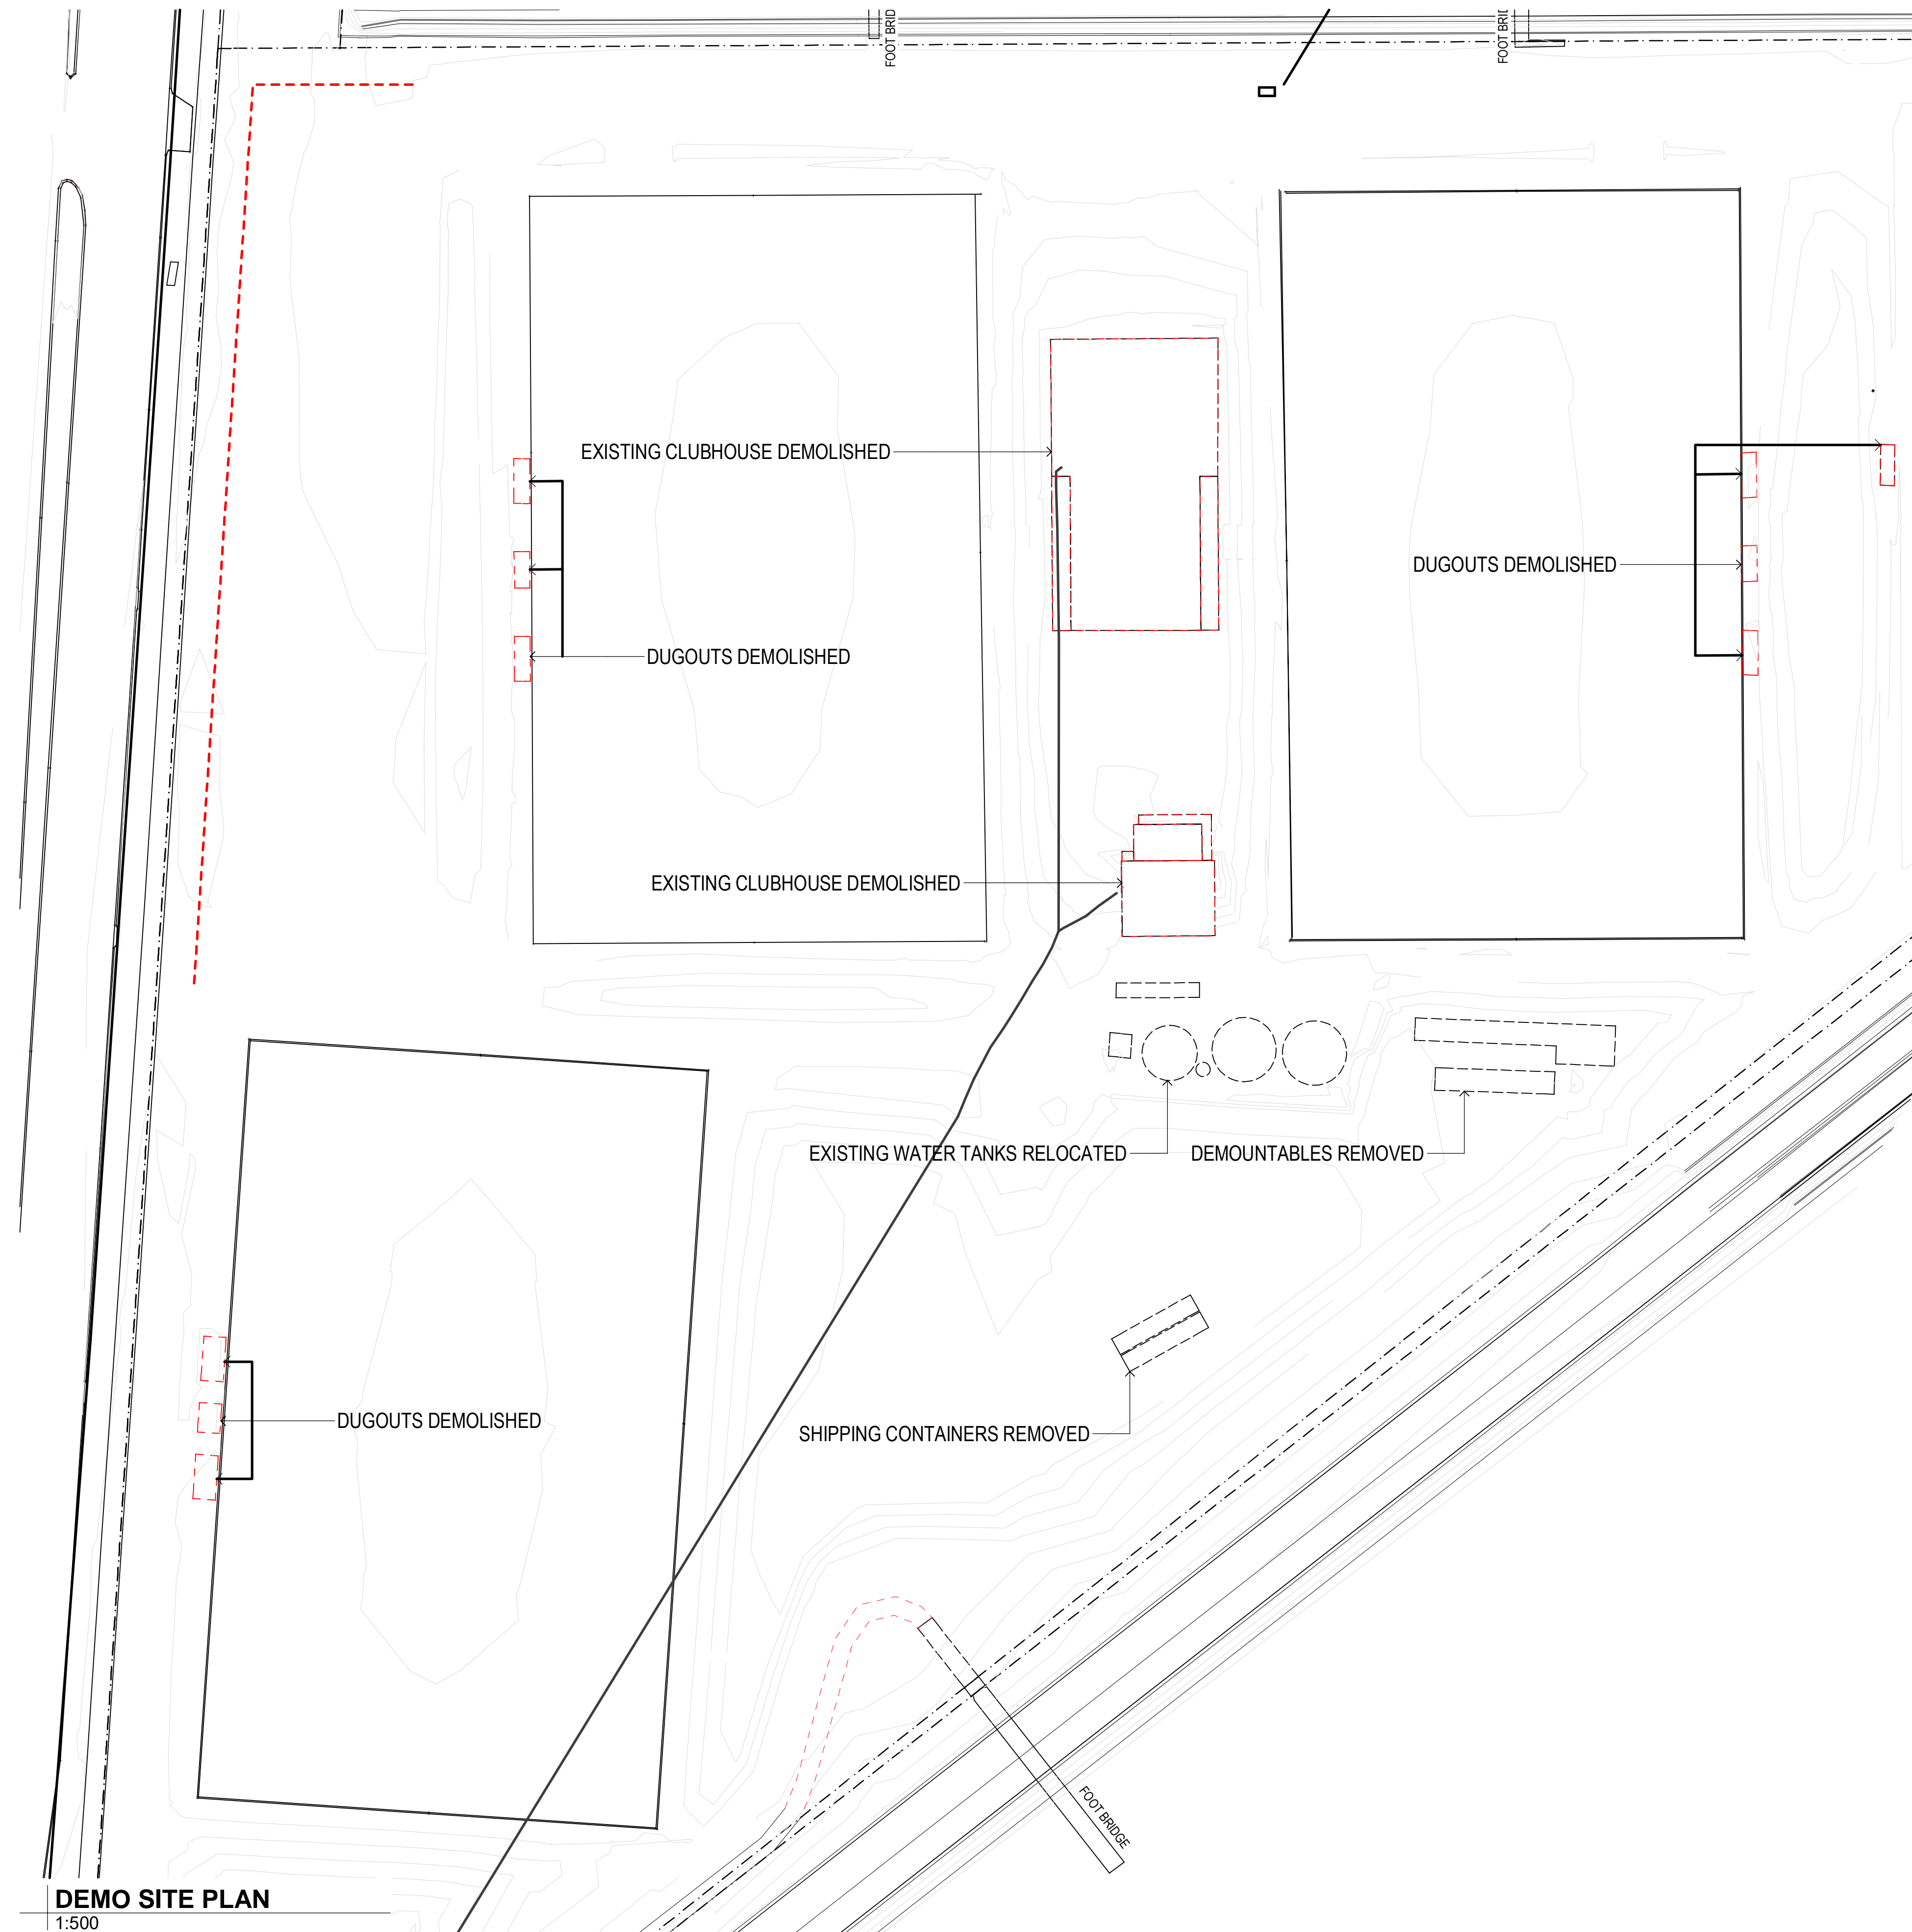 FOOT BRID
FOOT BRID
EXISTING CLUBHOUSE DEMOLISHED
DUGOUTS DEMOLISHED
DUGOUTS DEMOLISHED
EXISTING CLUBHOUSE DEMOLISHED
EXISTING WATER TANKS RELOCATED
DEMOUNTABLES REMOVED
DUGOUTS DEMOLISHED
SHIPPING CONTAINERS REMOVED
FOOT BRIDGE
DEMO SITE PLAN
1:500